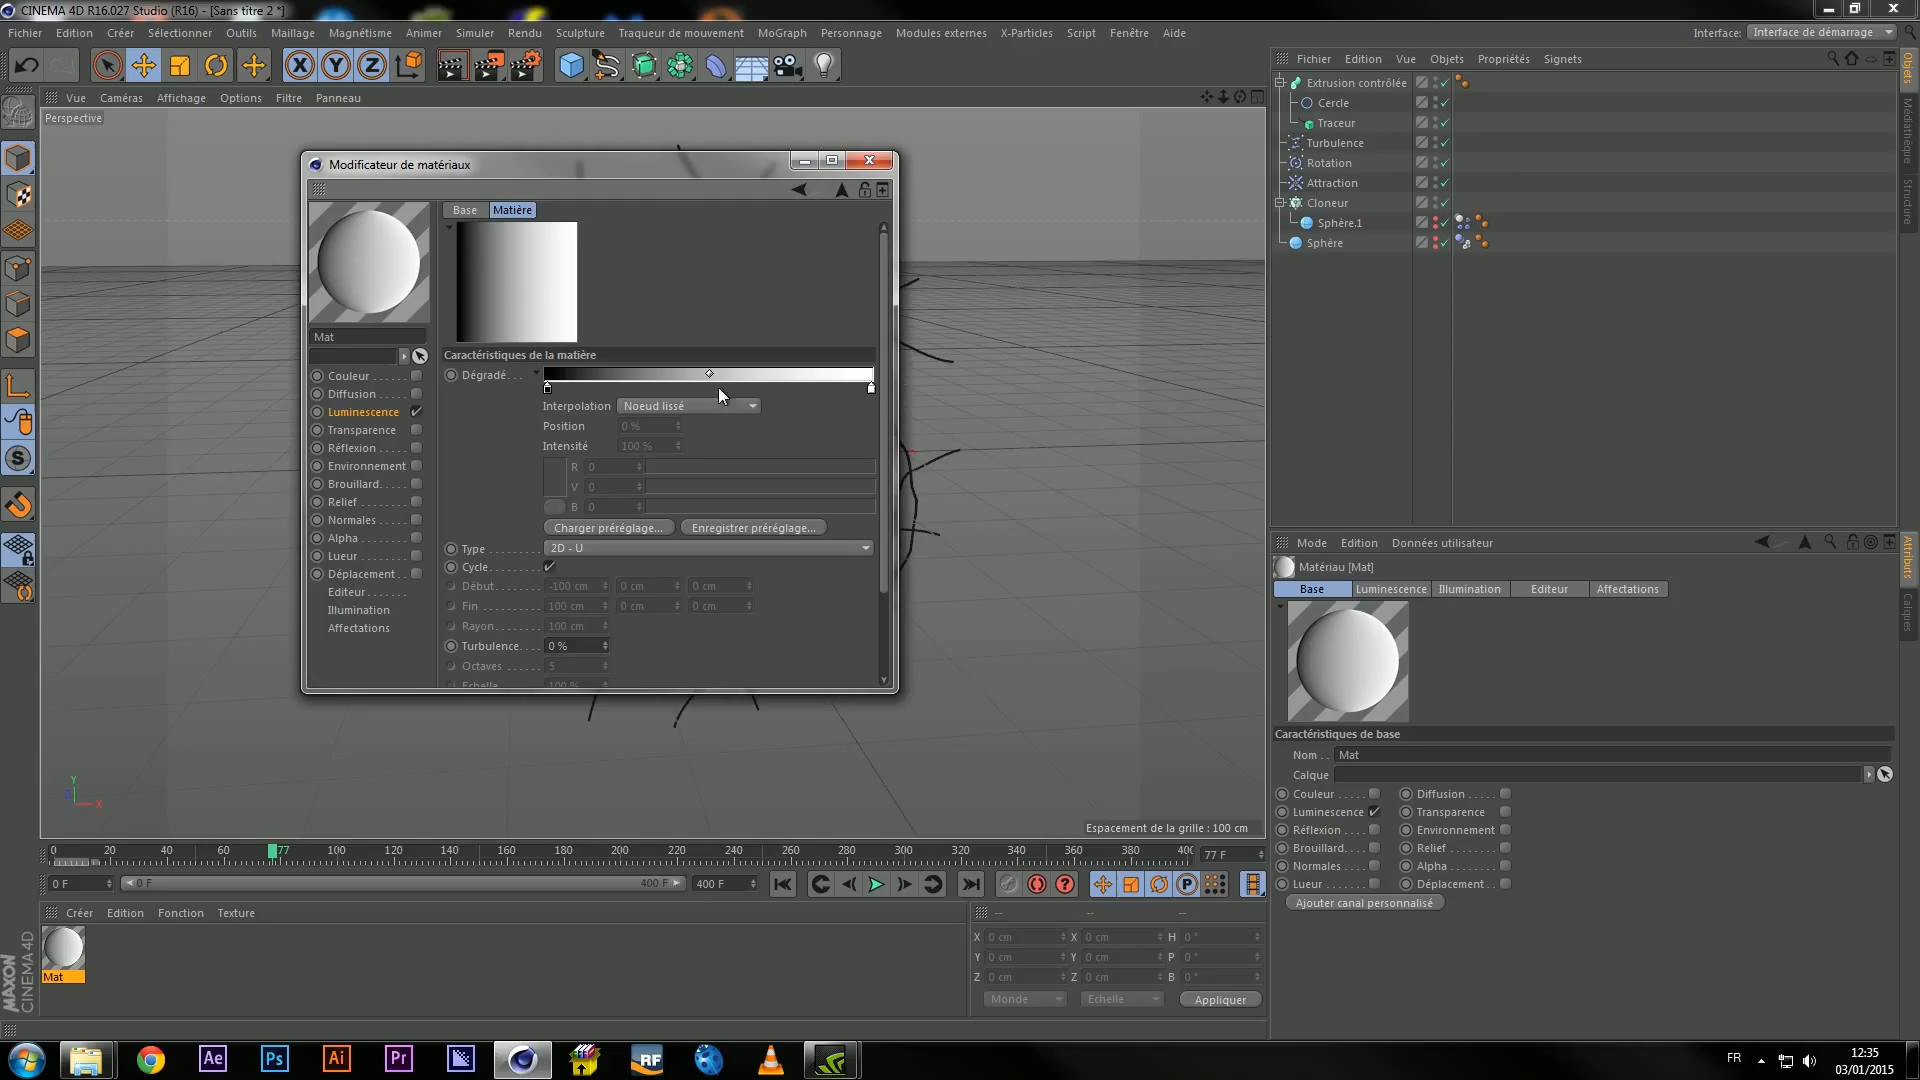 CINEMA 4D R16.027 Studio (R16) - [Sans titre 2 *]
Fichier Edition Créer Sélectionner Outils Maillage Magnétisme Animer Simuler Rendu Sculpture Traqueur de mouvement MoGraph Personnage Modules externes X-Particles Script Fenêtre Aide Interface: Interface de démarrage
X Y Z
Fichier Edition Vue Objets Propriétés Signets
Vue Caméras Affichage Options Filtre Panneau
Perspective
Extrusion contrôlée
Cercle
Traceur
Turbulence
Rotation
Attraction
Cloneur
Sphère.1
Sphère
Objets
Médiathèque
Structure
Modificateur de matériaux
Base Matière
Mat
Couleur
Diffusion
Luminescence
Transparence
Réflexion
Environnement
Brouillard
Relief
Normales
Alpha
Lueur
Déplacement
Editeur
Illumination
Affectations
Caractéristiques de la matière
Dégradé
Interpolation Noeud lissé
Position 0 %
Intensité 100 %
R 0
V 0
B 0
Charger préréglage... Enregistrer préréglage...
Type 2D - U
Cycle
Début -100 cm 0 cm 0 cm
Fin 100 cm 0 cm 0 cm
Rayon 100 cm
Turbulence 0 %
Octaves 5
Echelle 100 %
Mode Edition Données utilisateur
Matériau [Mat]
Base Luminescence Illumination Editeur Affectations
Attributs
Calques
Caractéristiques de base
Nom . . Mat
Calque
Couleur Diffusion
Luminescence Transparence
Réflexion Environnement
Brouillard Relief
Normales Alpha
Lueur Déplacement
Ajouter canal personnalisé
Y
Z X
Espacement de la grille : 100 cm
0 20 40 60 77 100 120 140 160 180 200 220 240 260 280 300 320 340 360 380 400 77 F
0 F 0 F 400 F 400 F
P
Créer Edition Fonction Texture
Mat
MAXON
CINEMA 4D
-- -- --
X 0 cm X 0 cm H 0 °
Y 0 cm Y 0 cm P 0 °
Z 0 cm Z 0 cm B 0 °
Monde Echelle Appliquer
Ae Ps Ai Pr RF
FR
12:35
03/01/2015